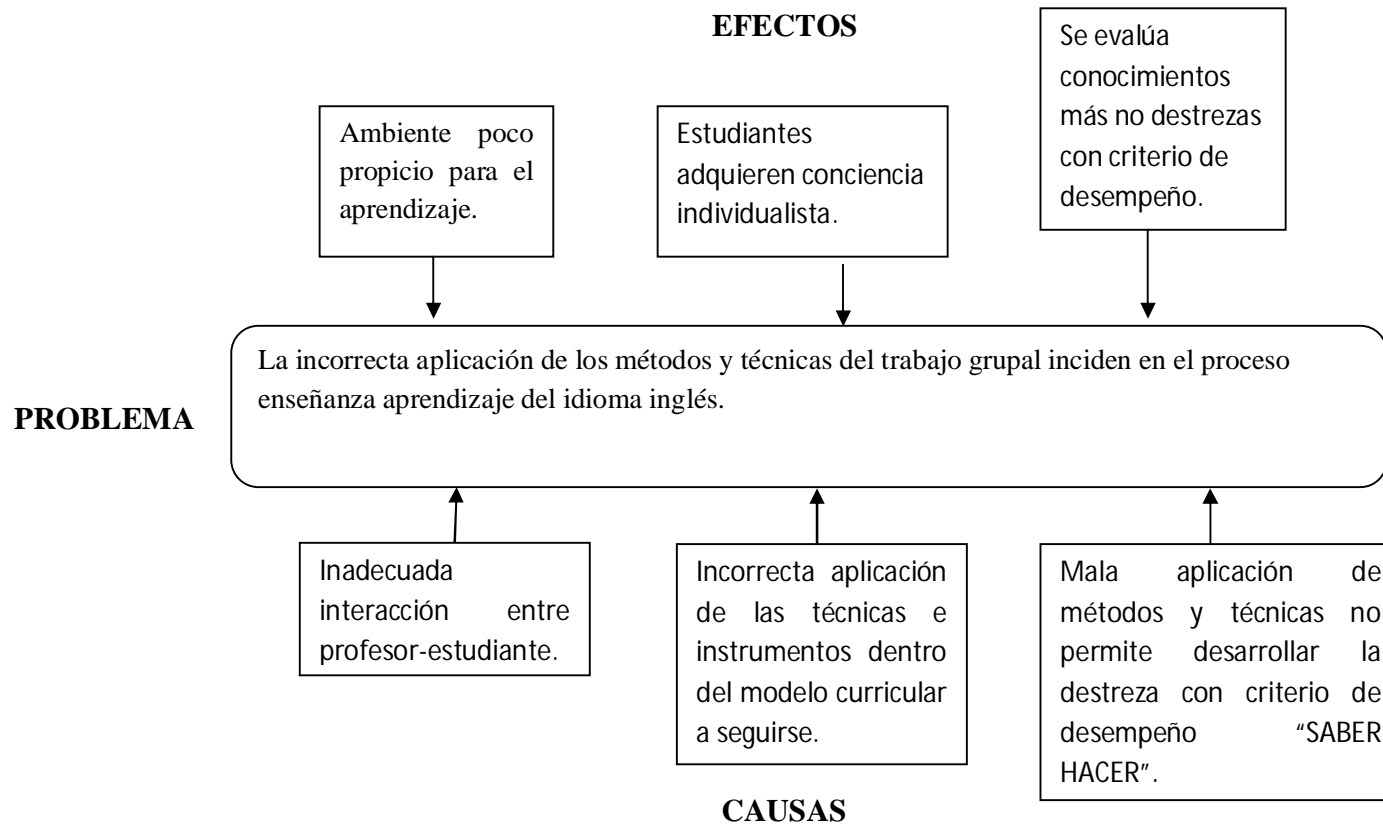 EFECTOS
Ambiente poco
propicio para el
aprendizaje.
Estudiantes
adquieren conciencia
individualista.
Se evalúa
conocimientos
más no destrezas
con criterio de
desempeño.
PROBLEMA
La incorrecta aplicación de los métodos y técnicas del trabajo grupal inciden en el proceso
enseñanza aprendizaje del idioma inglés.
Inadecuada
interacción entre
profesor-estudiante.
Incorrecta aplicación
de las técnicas e
instrumentos dentro
del modelo curricular
a seguirse.
Mala aplicación de
métodos y técnicas no
permite desarrollar la
destreza con criterio de
desempeño “SABER
HACER”.
CAUSAS